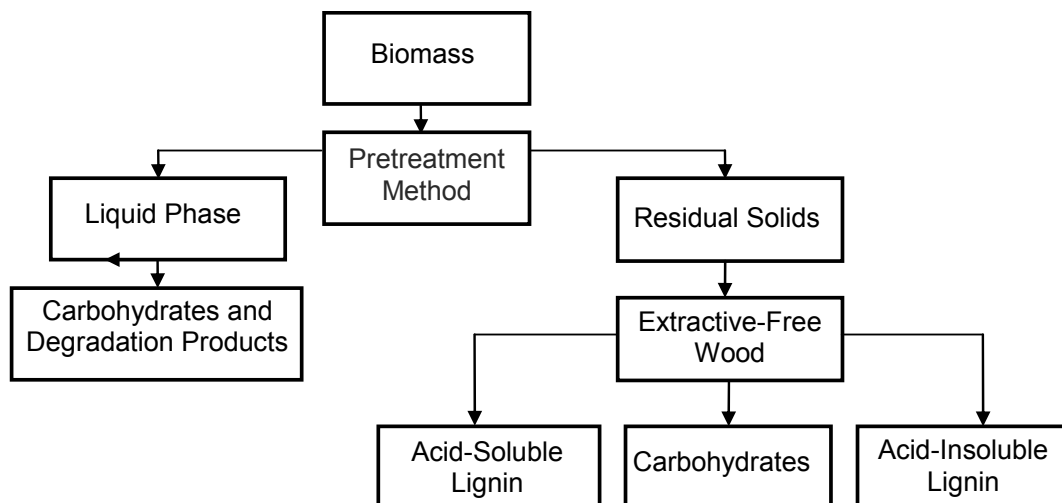 Biomass
Pretreatment
Method
Liquid Phase
Residual Solids
Carbohydrates and
Degradation Products
Extractive-Free
Wood
Acid-Soluble
Lignin
Carbohydrates
Acid-Insoluble
Lignin